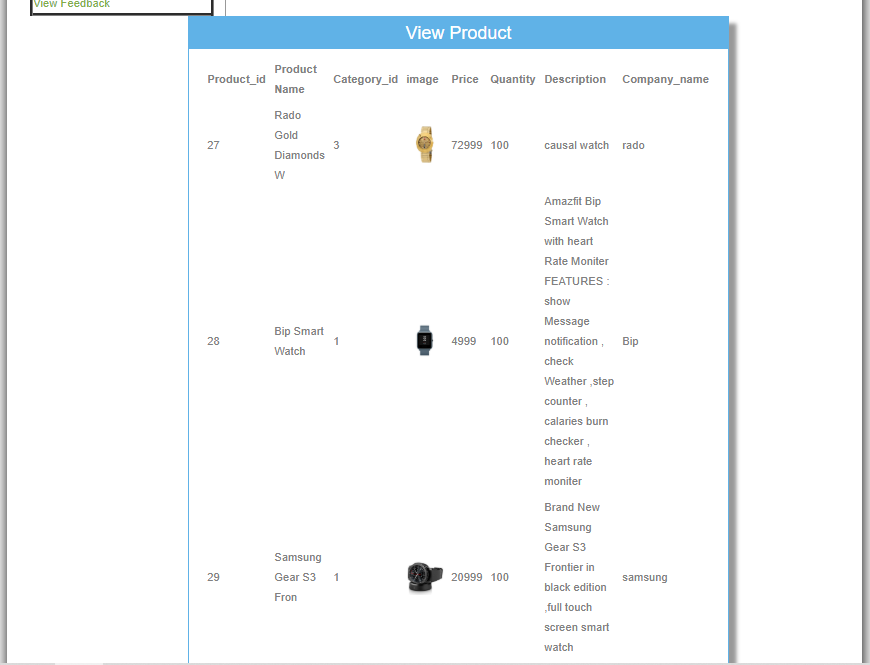 View Feedback
View Product
Product_id Product Name Category_id image Price Quantity Description Company_name
27
Rado
Gold
Diamonds
W
3
72999 100
causal watch
rado
28
Bip Smart
Watch
1
4999 100
Amazfit Bip
Smart Watch
with heart
Rate Moniter
FEATURES :
show
Message
notification ,
check
Weather ,step
counter ,
calaries burn
checker ,
heart rate
moniter
Bip
29
Samsung
Gear S3
Fron
1
20999 100
Brand New
Samsung
Gear S3
Frontier in
black edition
,full touch
screen smart
watch
samsung